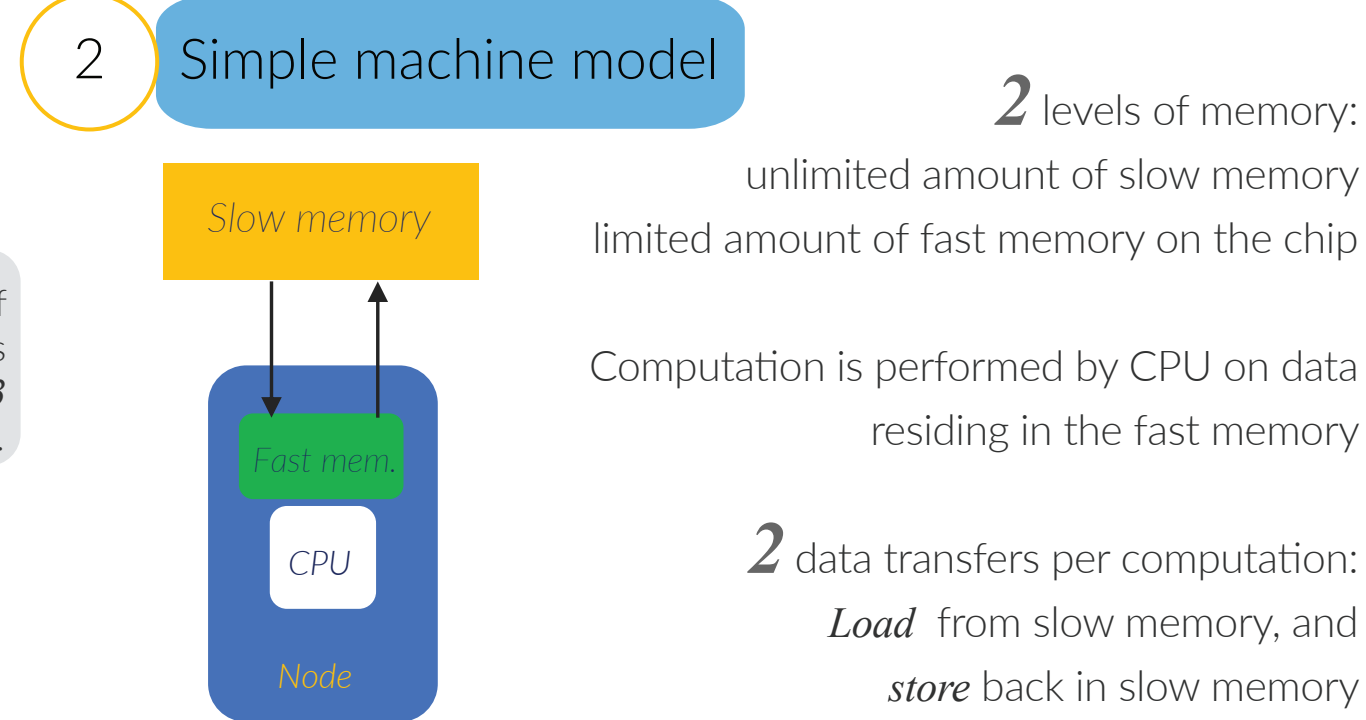 2
Simple machine model
2 levels of memory:
unlimited amount of slow memory
limited amount of fast memory on the chip
Slow memory
Computation is performed by CPU on data
residing in the fast memory
Fast mem.
CPU
Node
2 data transfers per computation:
Load from slow memory, and
store back in slow memory